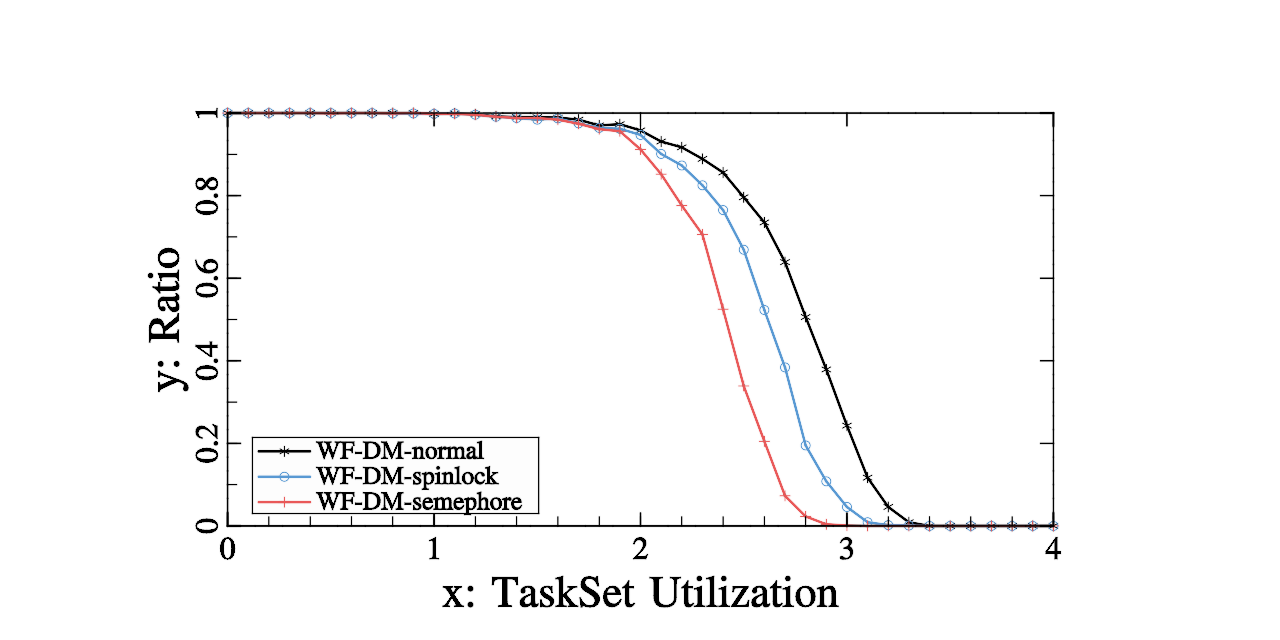 1
0.8
0.6
0.4
0.2
0
y: Ratio
WF-DM-normal
WF-DM-spinlock
WF-DM-semephore
0 1 2 3 4
x: TaskSet Utilization